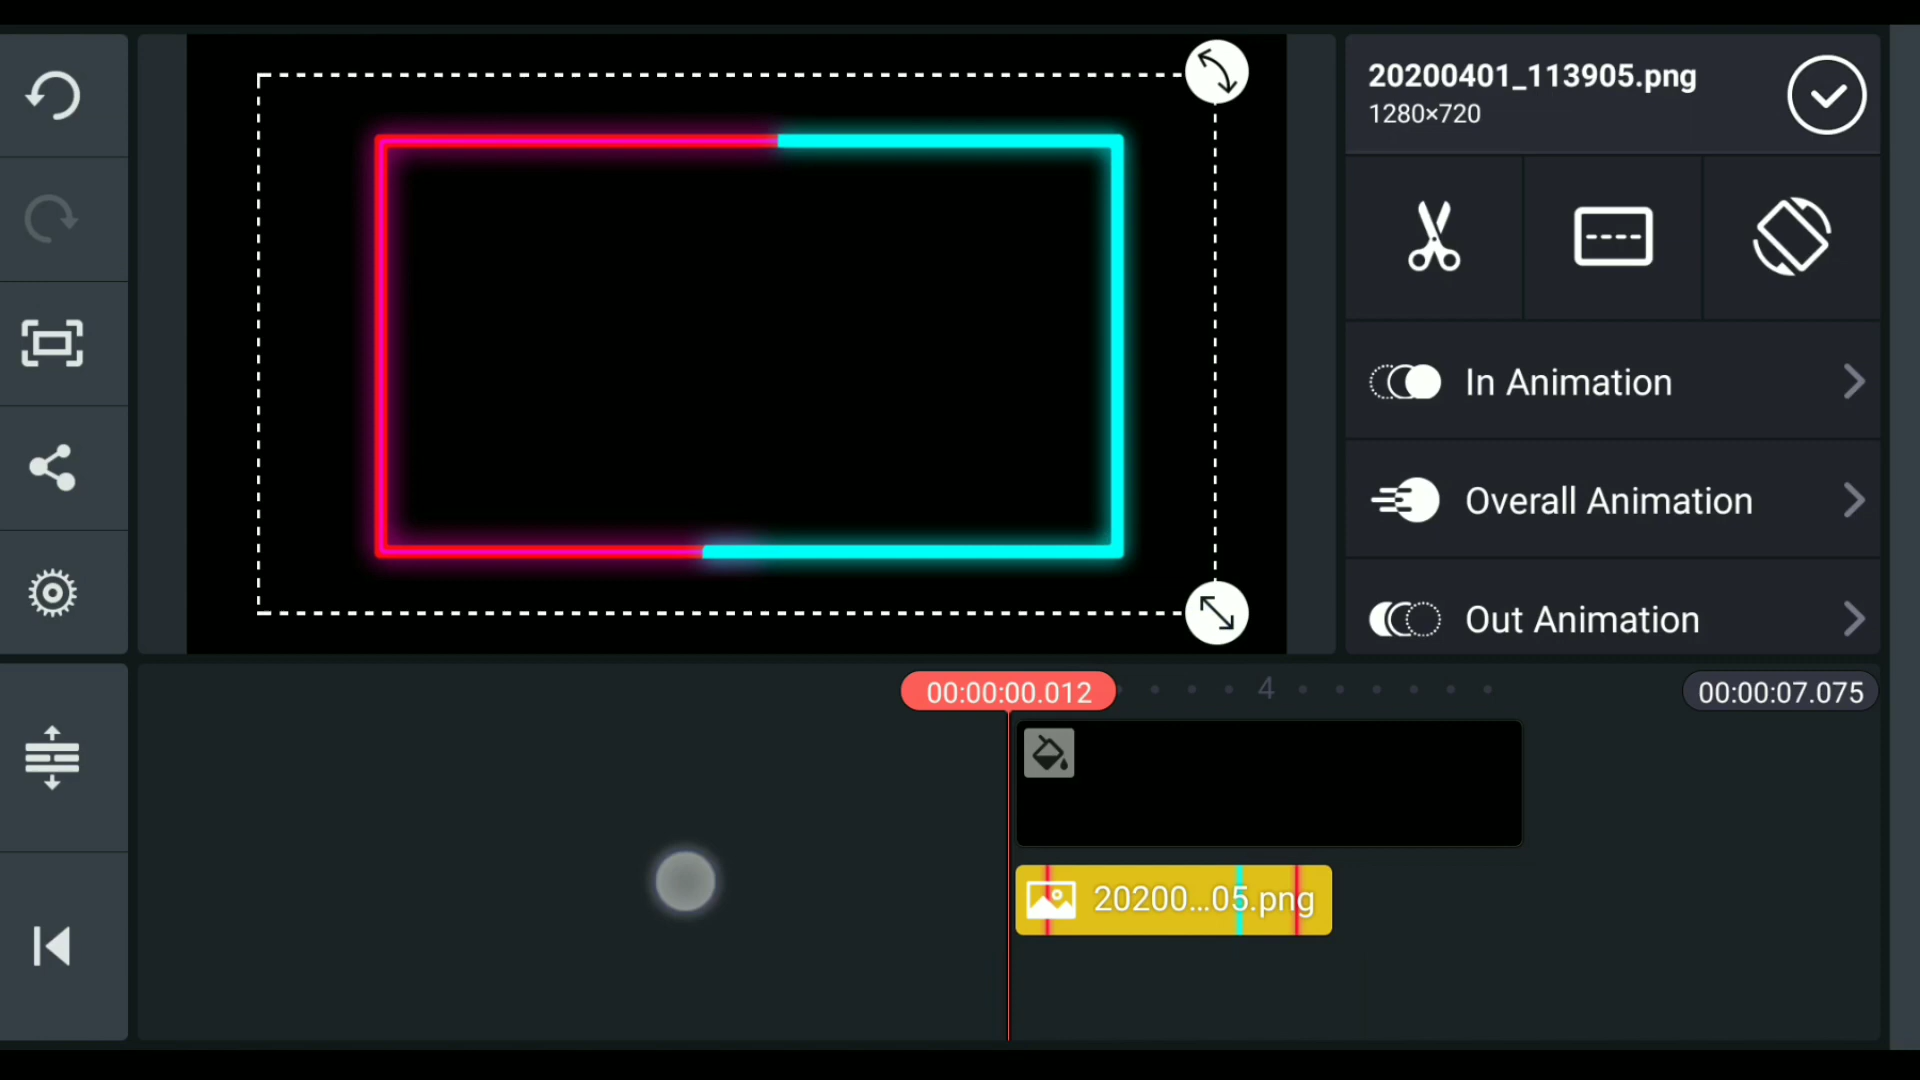 20200401_113905.png
1280×720
In Animation
Overall Animation
Out Animation
00:00:00.012
4
00:00:07.075
20200...05.png